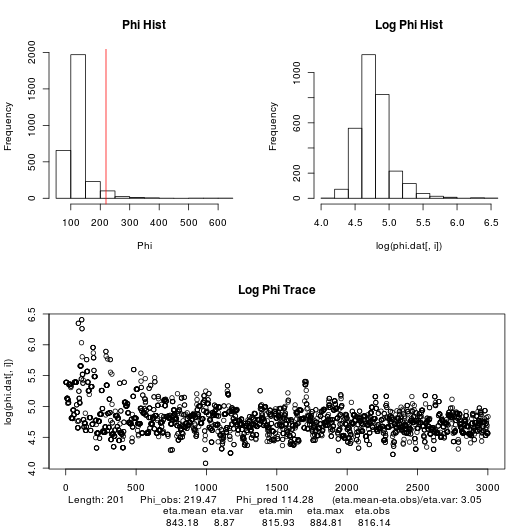 Phi Hist
Log Phi Hist
Frequency
0 500 1000 1500 2000
100 200 300 400 500 600
Phi
Frequency
0 200 600 1000
4.0 4.5 5.0 5.5 6.0 6.5
log(phi.dat[, i])
Log Phi Trace
log(phi.dat[, i])
4.0 4.5 5.0 5.5 6.0 6.5
0 500 1000 1500 2000 2500 3000
Length: 201 Phi_obs: 219.47 Phi_pred 114.28 (eta.mean-eta.obs)/eta.var: 3.05
eta.mean eta.var eta.min eta.max eta.obs
843.18 8.87 815.93 884.81 816.14